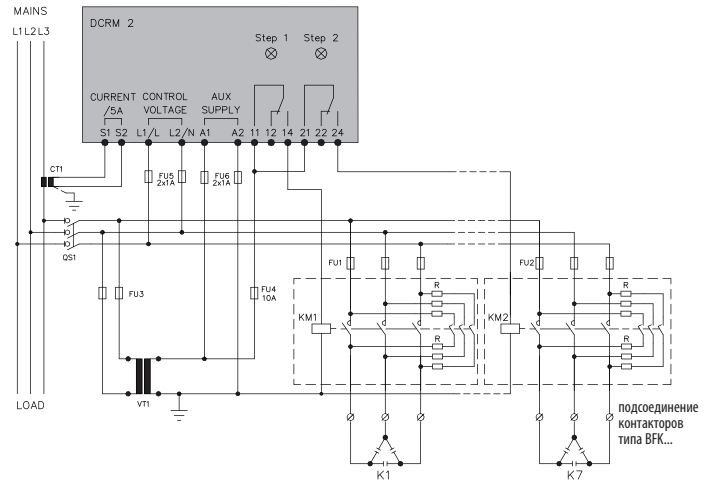 MAINS
L1 L2 L3
DCRM 2
Step 1
Step 2
CURRENT /5A
CONTROL VOLTAGE
AUX SUPPLY
S1 S2 L1/L L2/N A1 A2 11 12 14 21 22 24
CT1
FU5
2x1A
FU6
2x1A
QS1
FU3
FU4
10A
FU1
FU2
R
R
KM1
KM2
R
R
VT1
LOAD
подсоединение
контакторов
типа BFK...
K1
K7